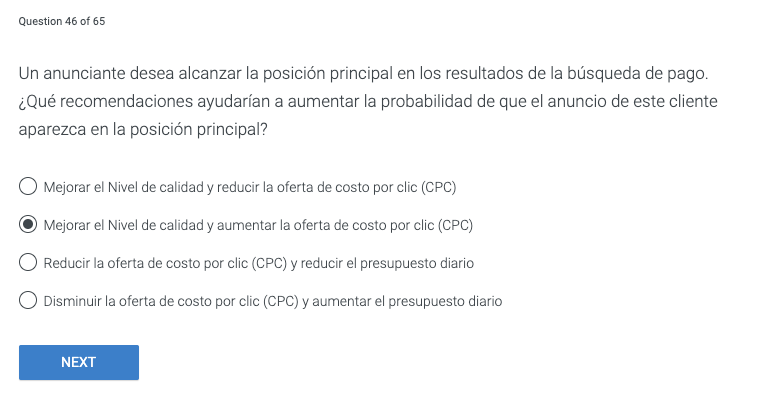 Question 46 of 65
Un anunciante desea alcanzar la posición principal en los resultados de la búsqueda de pago.
¿Qué recomendaciones ayudarían a aumentar la probabilidad de que el anuncio de este cliente
aparezca en la posición principal?
Mejorar el Nivel de calidad y reducir la oferta de costo por clic (CPC)
Mejorar el Nivel de calidad y aumentar la oferta de costo por clic (CPC)
Reducir la oferta de costo por clic (CPC) y reducir el presupuesto diario
Disminuir la oferta de costo por clic (CPC) y aumentar el presupuesto diario
NEXT